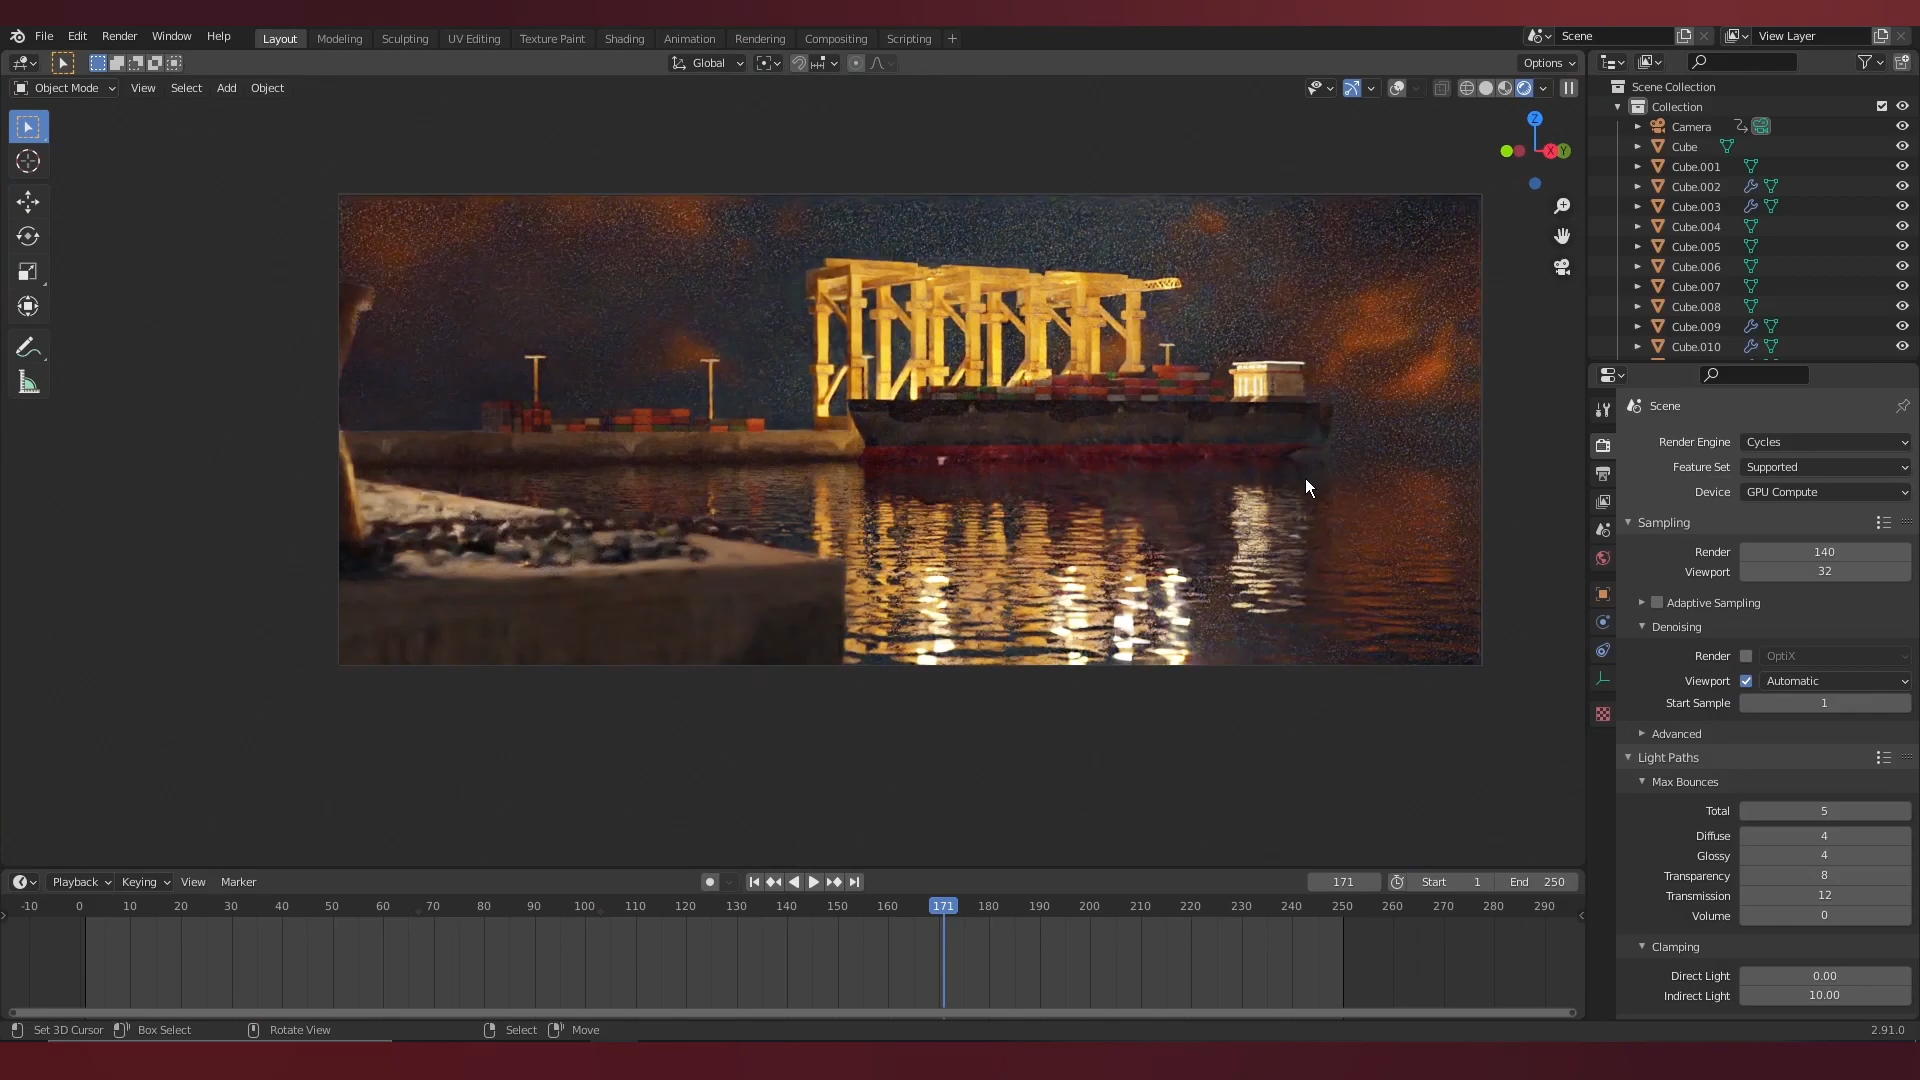 File Edit Render Window Help Layout Modeling Sculpting UV Editing Texture Paint Shading Animation Rendering Compositing Scripting + Scene View Layer
Global Options
Object Mode View Select Add Object
Z
X Y
Scene Collection
Collection
Camera
Cube
Cube.001
Cube.002
Cube.003
Cube.004
Cube.005
Cube.006
Cube.007
Cube.008
Cube.009
Cube.010
Scene
Render Engine Cycles
Feature Set Supported
Device GPU Compute
Sampling
Render 140
Viewport 32
Adaptive Sampling
Denoising
Render OptiX
Viewport Automatic
Start Sample 1
Advanced
Light Paths
Max Bounces
Total 5
Diffuse 4
Glossy 4
Transparency 8
Transmission 12
Volume 0
Clamping
Direct Light 0.00
Indirect Light 10.00
Playback Keying View Marker 171 Start 1 End 250
-10 0 10 20 30 40 50 60 70 80 90 100 110 120 130 140 150 160 171 180 190 200 210 220 230 240 250 260 270 280 290
Set 3D Cursor Box Select Rotate View Select Move 2.91.0